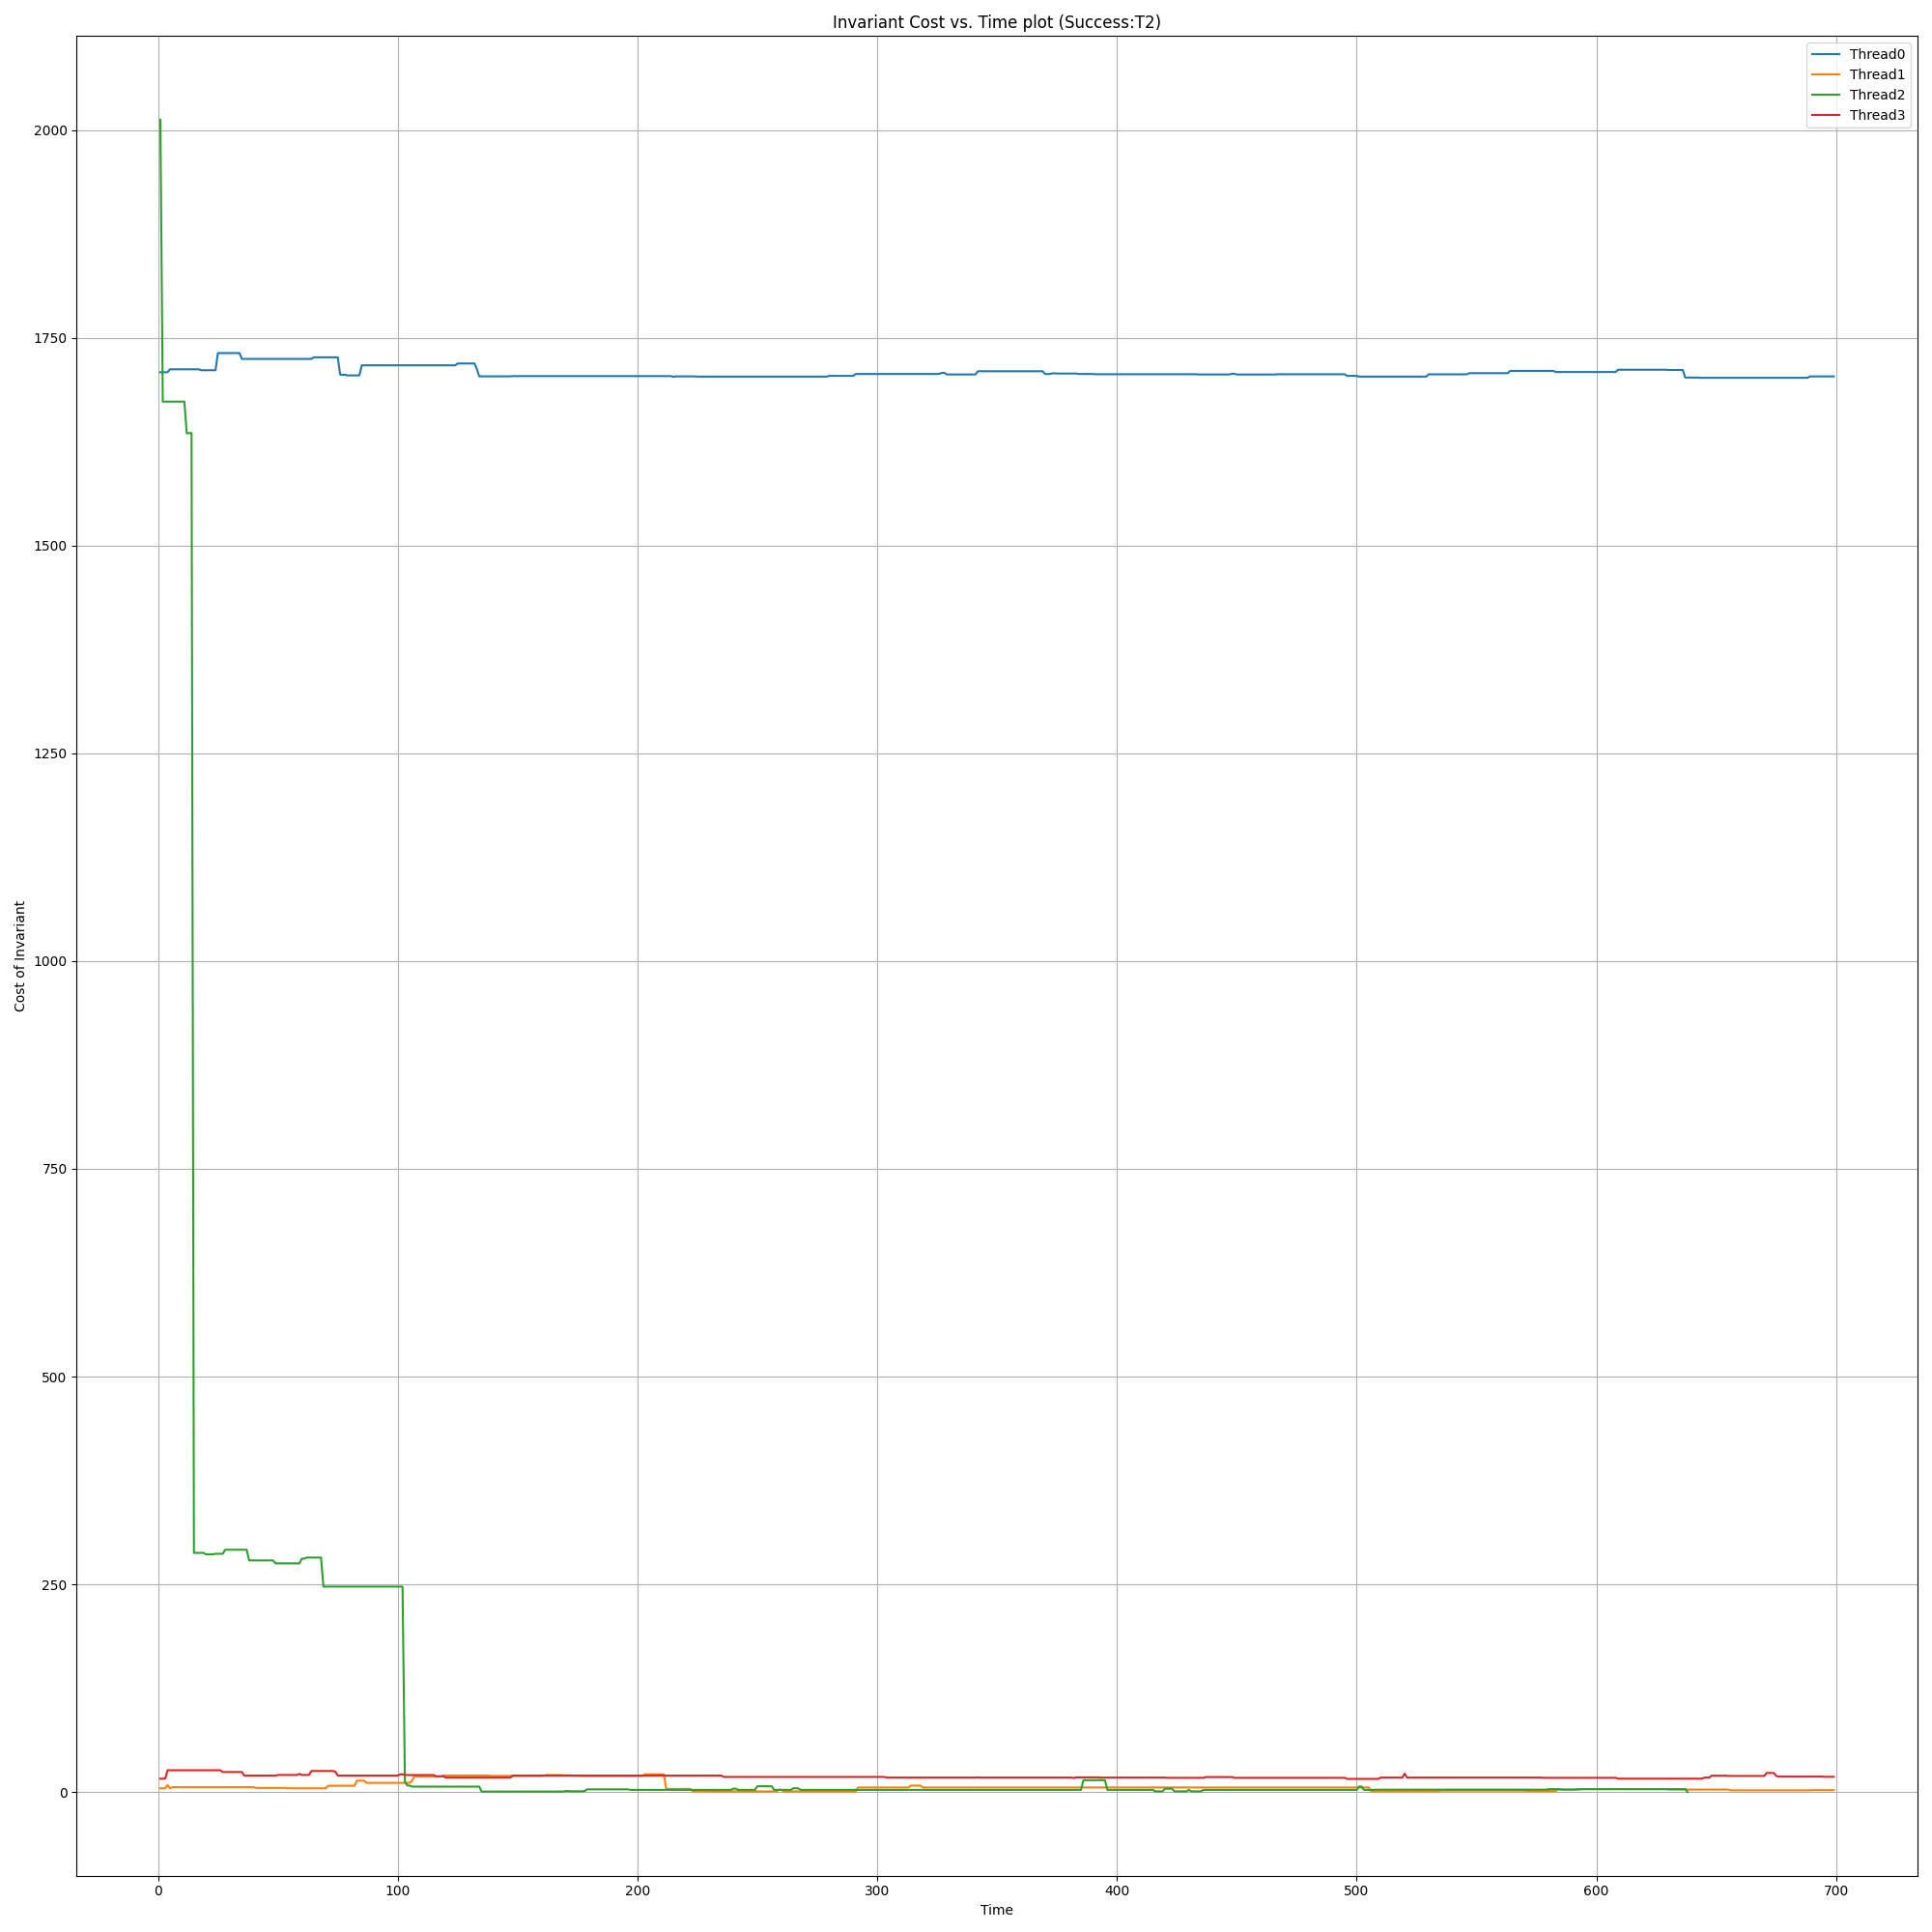 Invariant Cost vs. Time plot (Success:T2)
Thread0
Thread1
Thread2
Thread3
2000
1750
1500
1250
1000
750
500
250
0
Cost of Invariant
0 100 200 300 400 500 600 700
Time